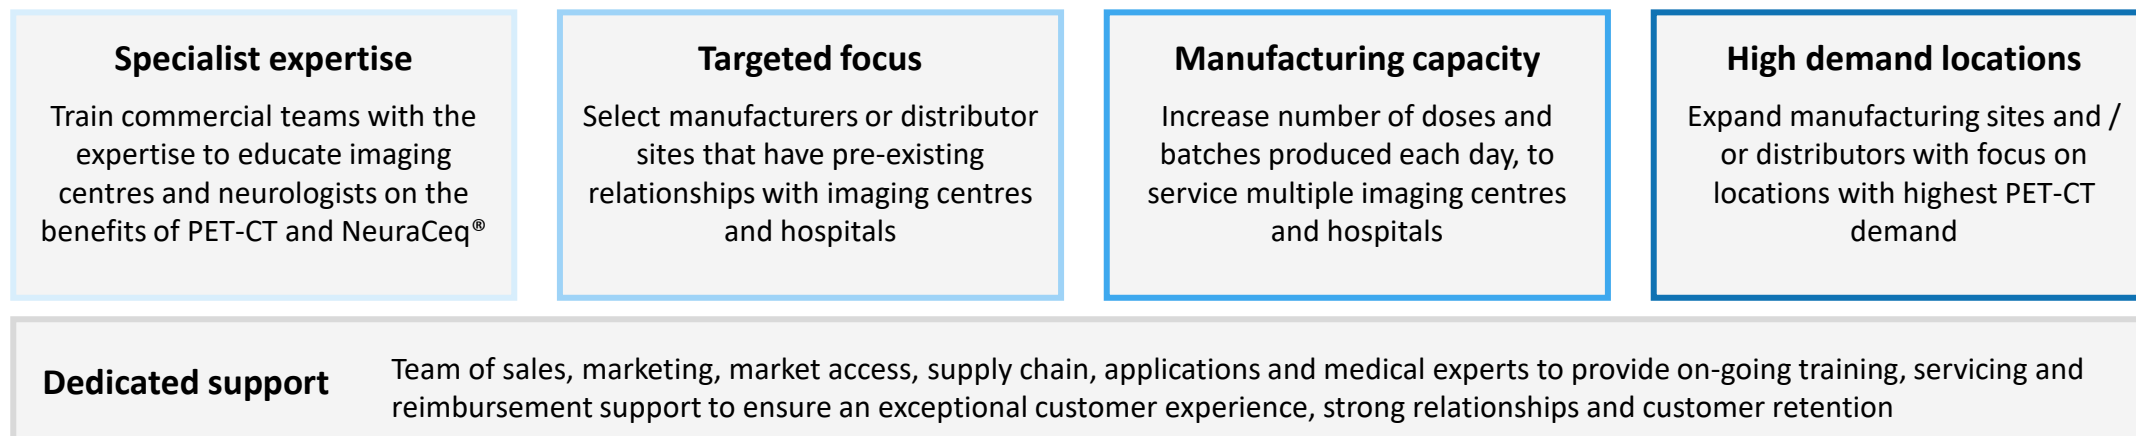 Specialist expertise
Train commercial teams with the
expertise to educate imaging
centres and neurologists on the
benefits of PET-CT and NeuraCeq®
Targeted focus
Select manufacturers or distributor
sites that have pre-existing
relationships with imaging centres
and hospitals
Manufacturing capacity
Increase number of doses and
batches produced each day, to
service multiple imaging centres
and hospitals
High demand locations
Expand manufacturing sites and /
or distributors with focus on
locations with highest PET-CT
demand
Dedicated support
Team of sales, marketing, market access, supply chain, applications and medical experts to provide on-going training, servicing and
reimbursement support to ensure an exceptional customer experience, strong relationships and customer retention